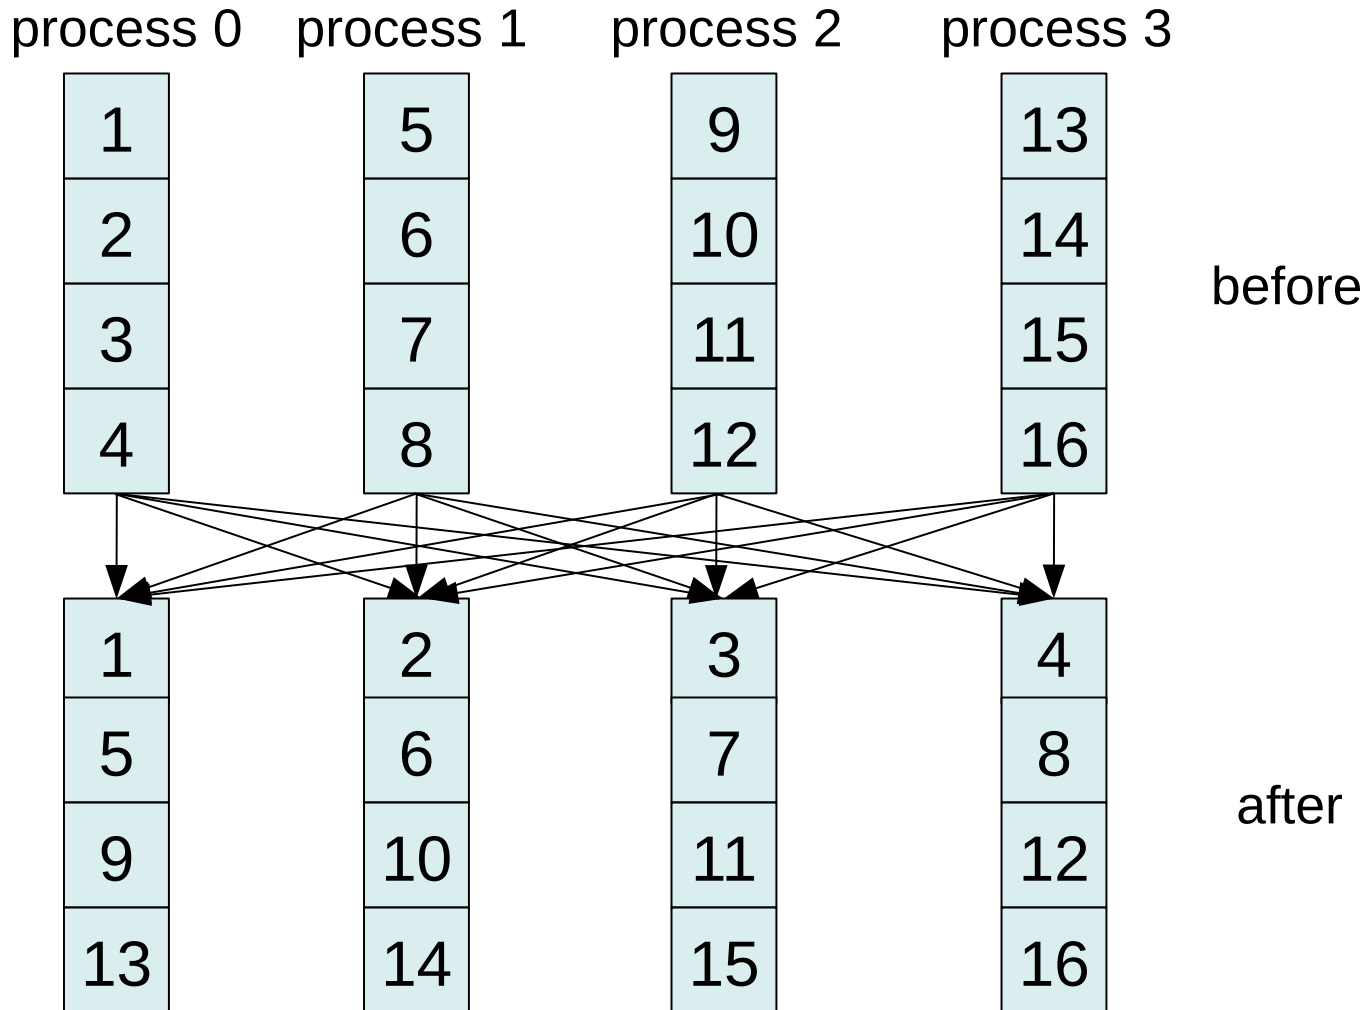 process 0 process 1 process 2 process 3
1 5 9 13
2 6 10 14
before
3 7 11 15
4 8 12 16
1 2 3 4
5 6 7 8
after
9 10 11 12
13 14 15 16